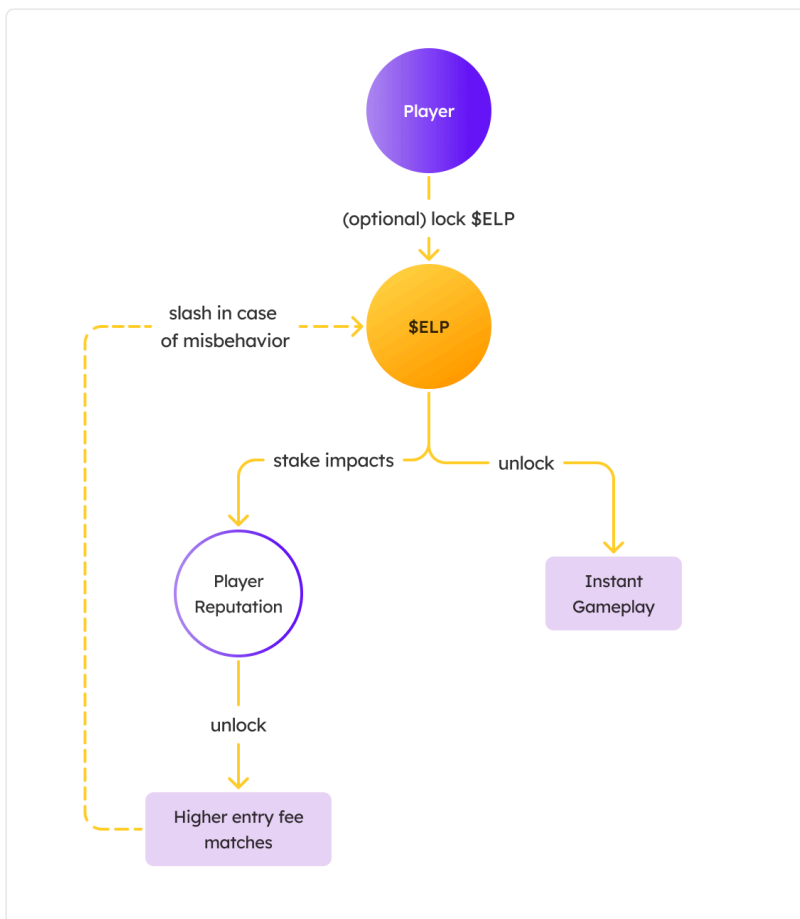 Player
(optional) lock $ELP
slash in case
of misbehavior
$ELP
stake impacts
unlock
Player
Reputation
Instant
Gameplay
unlock
Higher entry fee
matches